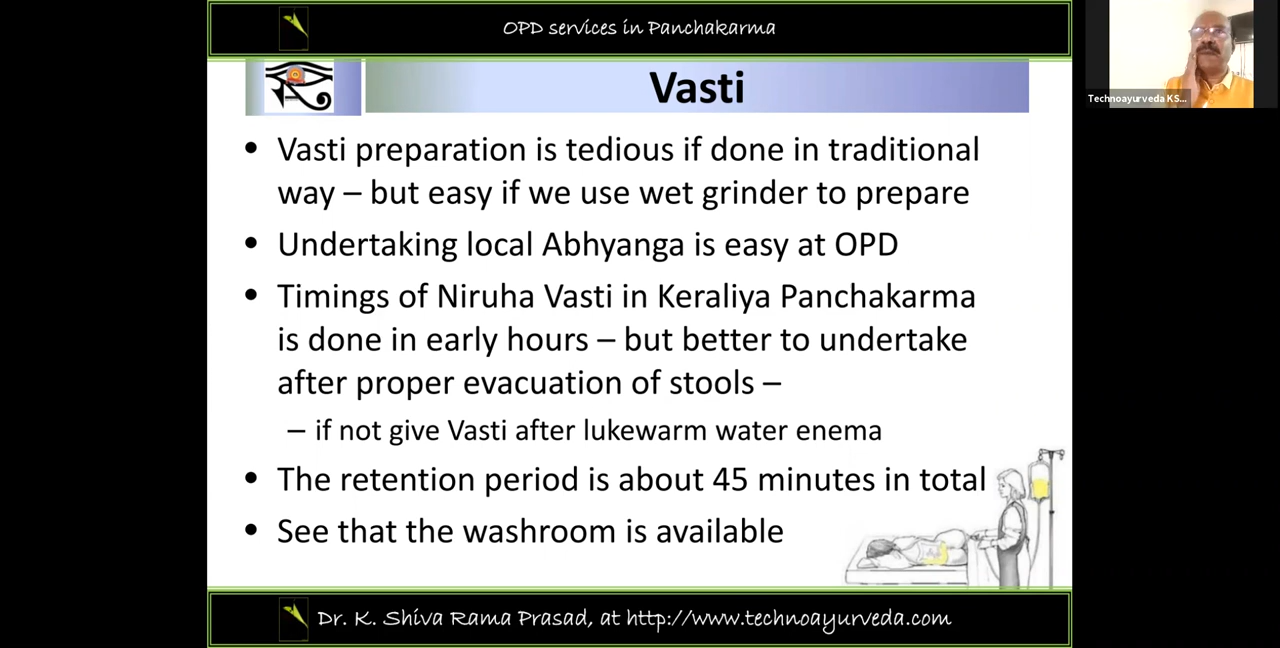 OPD services in Panchakarma
Technoayurveda KS...
Vasti
• Vasti preparation is tedious if done in traditional
way – but easy if we use wet grinder to prepare
• Undertaking local Abhyanga is easy at OPD
• Timings of Niruha Vasti in Keraliya Panchakarma
is done in early hours – but better to undertake
after proper evacuation of stools –
– if not give Vasti after lukewarm water enema
• The retention period is about 45 minutes in total
• See that the washroom is available
Dr. K. Shiva Rama Prasad, at http://www.technoayurveda.com